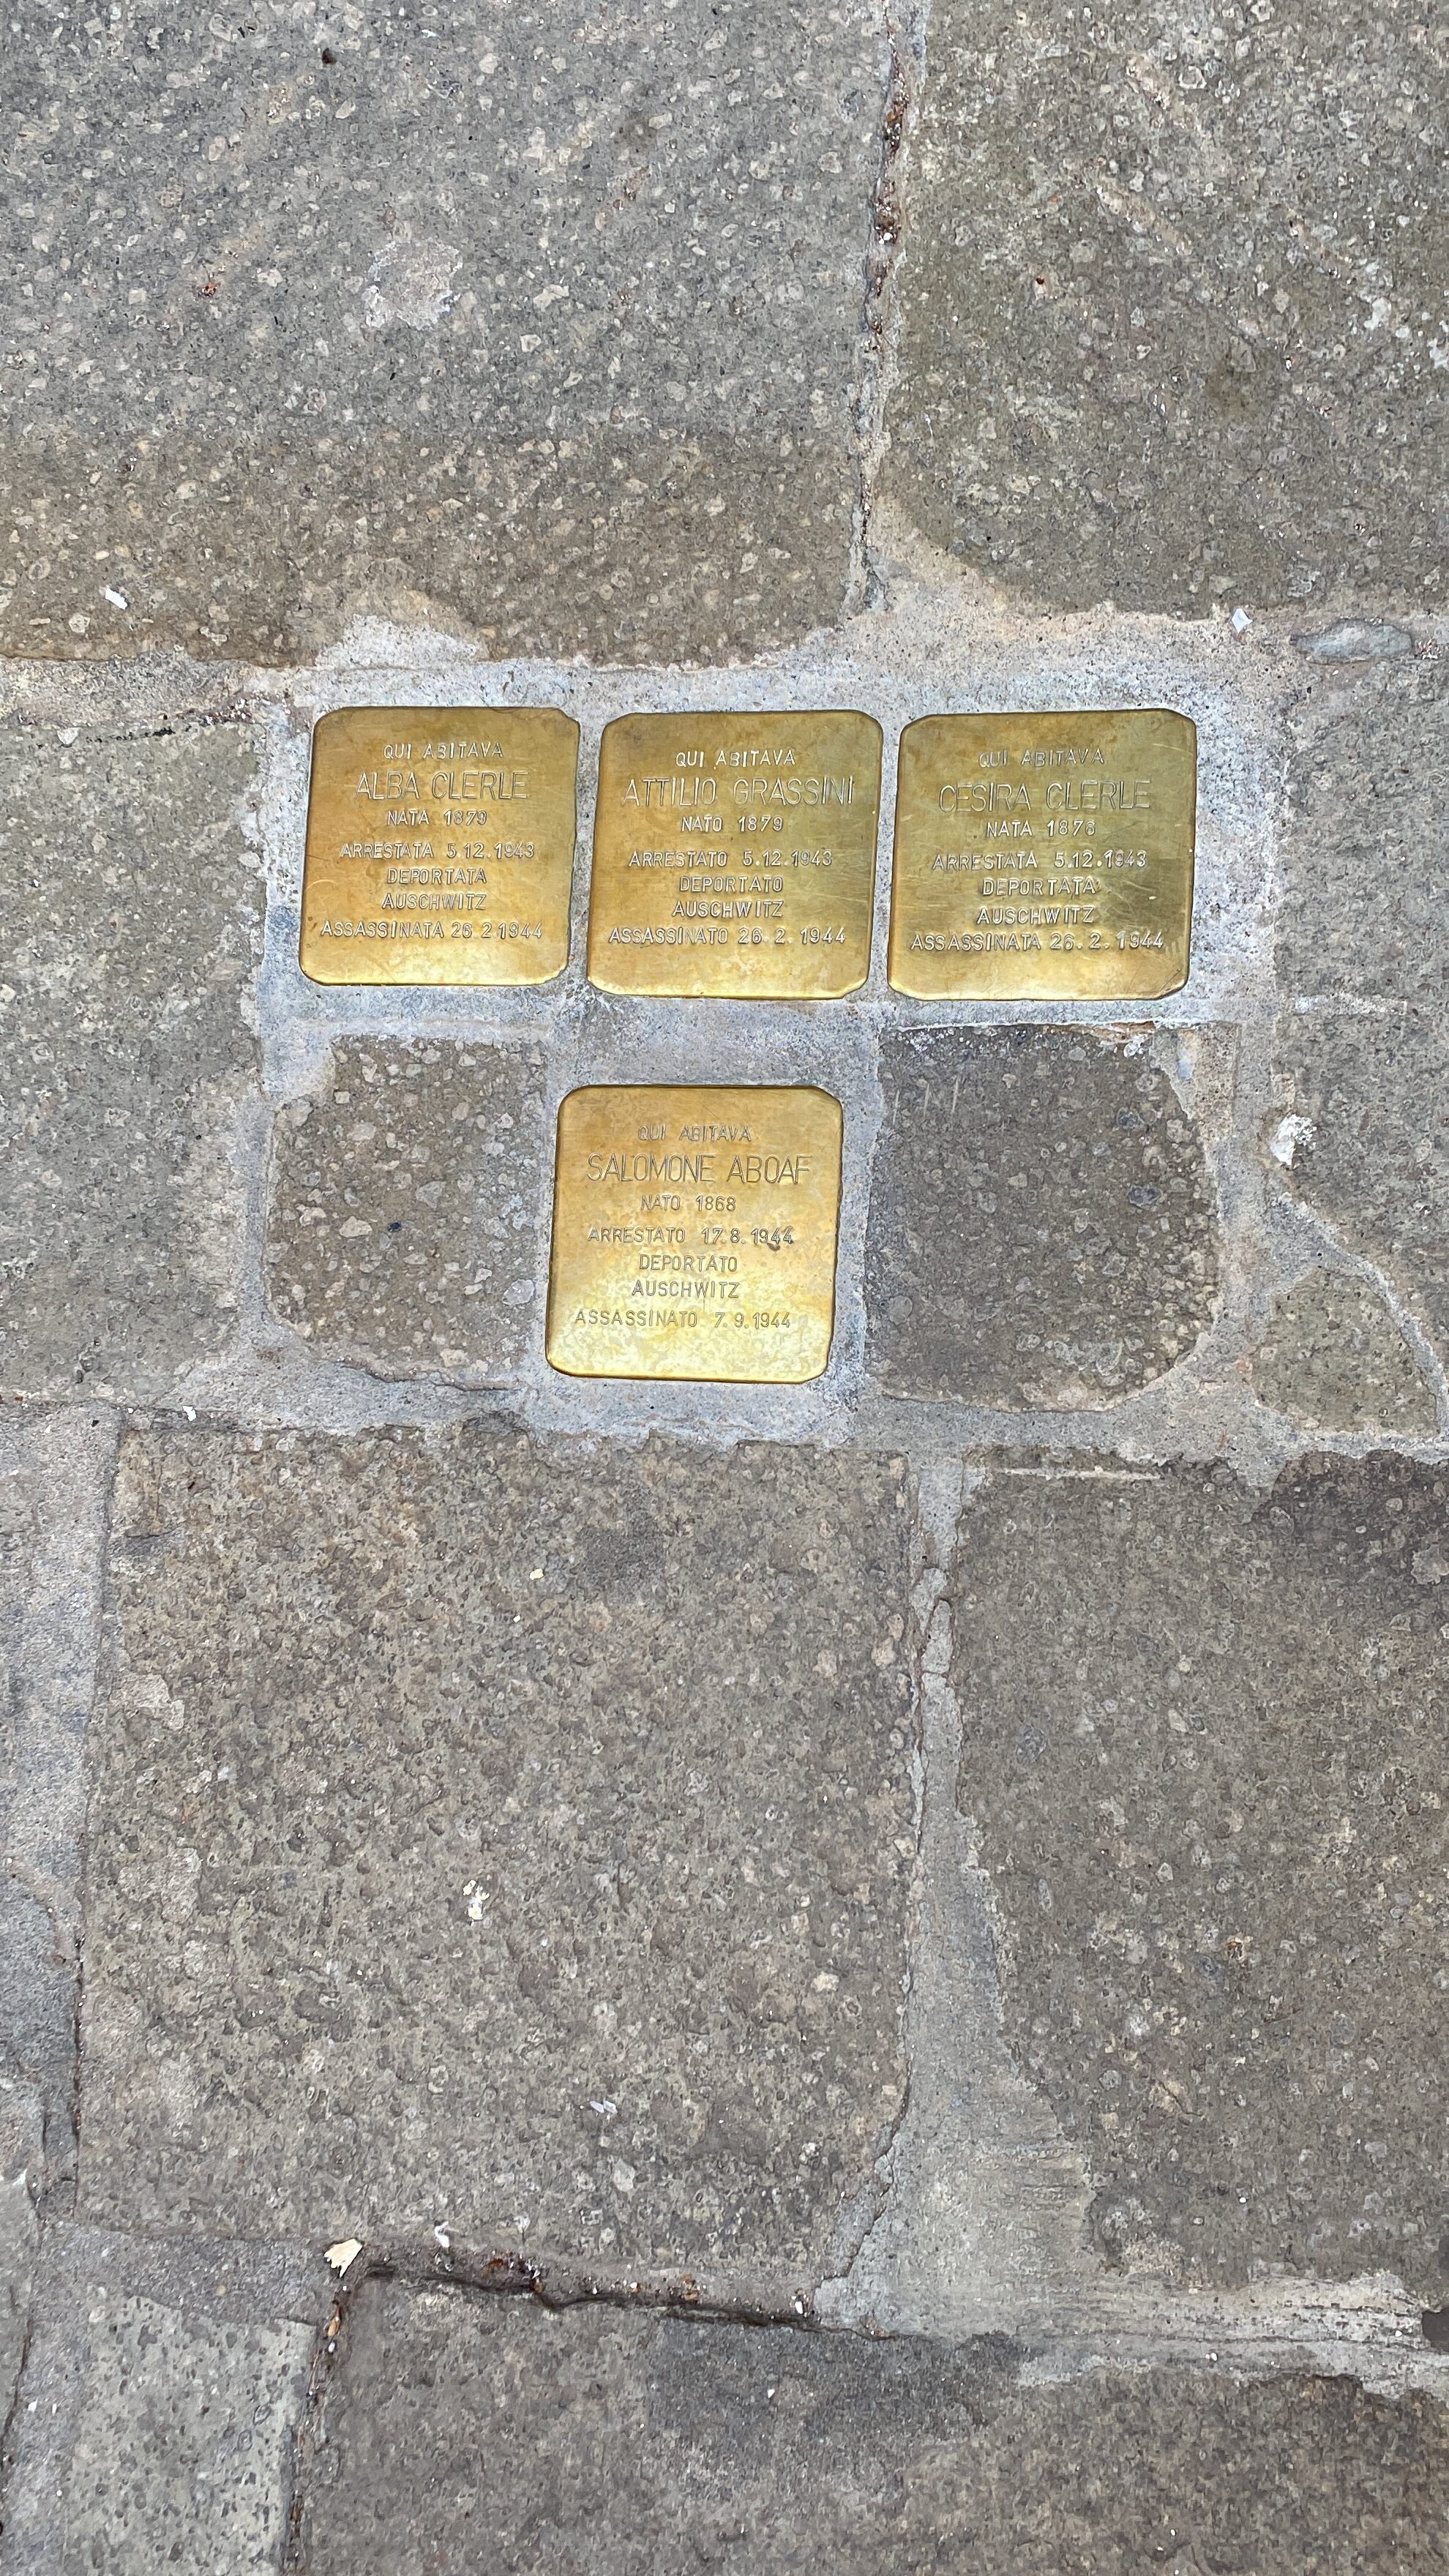 QUI ABITAVA
ALBA CLERLE
NATA 1879
ARRESTATA 5.12.1943
DEPORTATA
AUSCHWITZ
ASSASSINATA 26.2.1944
QUI ABITAVA
ATTILIO GRASSINI
NATO 1879
ARRESTATO 5.12.1943
DEPORTATO
AUSCHWITZ
ASSASSINATO 26.2.1944
QUI ABITAVA
CESIRA CLERLE
NATA 1876
ARRESTATA 5.12.1943
DEPORTATA
AUSCHWITZ
ASSASSINATA 26.2.1944
QUI ABITAVA
SALOMONE ABOAF
NATO 1868
ARRESTATO 17.8.1944
DEPORTATO
AUSCHWITZ
ASSASSINATO 7.9.1944